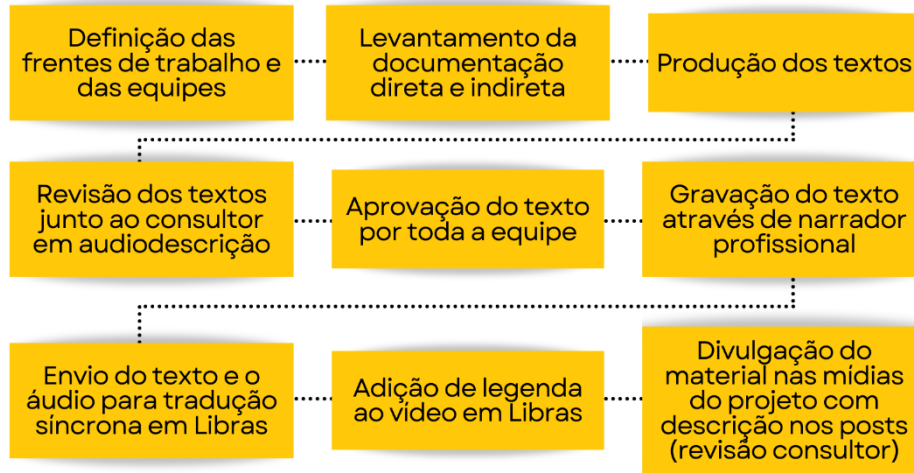 Definição das
frentes de trabalho e
das equipes
Levantamento da
documentação
direta e indireta
Produção dos textos
Revisão dos textos
junto ao consultor
em audiodescrição
Aprovação do texto
por toda a equipe
Gravação do texto
através de narrador
profissional
Envio do texto e o
áudio para tradução
síncrona em Libras
Adição de legenda
ao vídeo em Libras
Divulgação do
material nas mídias
do projeto com
descrição nos posts
(revisão consultor)